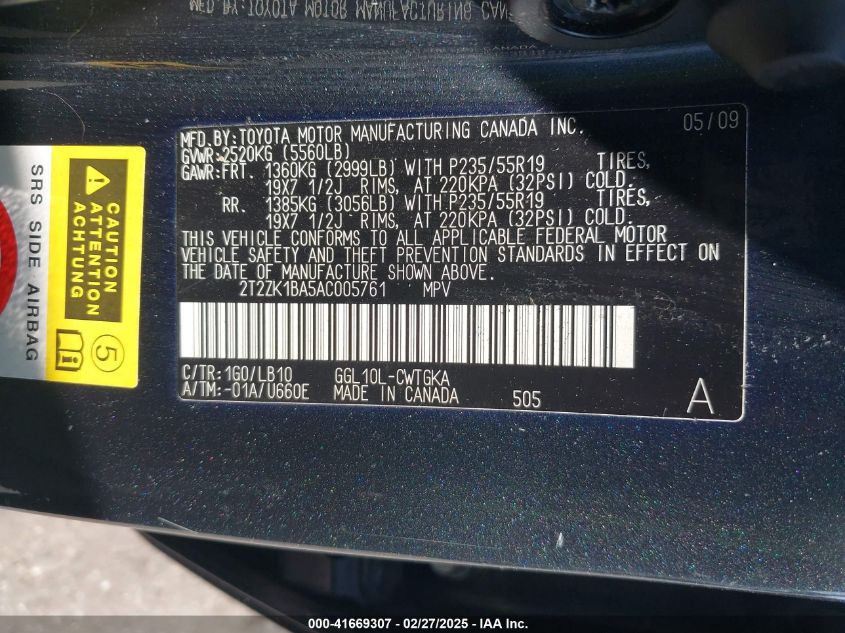 MFD. BY: TOYOTA MOTOR MANUFACTURING CANADA INC. 05/09
GVWR: 2520KG (5560LB)
GAWR: FRT. 1360KG (2999LB) WITH P235/55R19 TIRES,
19X7 1/2J RIMS, AT 220KPA (32PSI) COLD.
RR. 1385KG (3056LB) WITH P235/55R19 TIRES,
19X7 1/2J RIMS, AT 220KPA (32PSI) COLD.
THIS VEHICLE CONFORMS TO ALL APPLICABLE FEDERAL MOTOR
VEHICLE SAFETY AND THEFT PREVENTION STANDARDS IN EFFECT ON
THE DATE OF MANUFACTURE SHOWN ABOVE.
2T2ZK1BA5AC005761 MPV
C/TR: 1G0/LB10 GGL10L-CWTGKA
A/TM: -01A/U660E MADE IN CANADA 505 A
SRS SIDE AIRBAG
CAUTION
ATTENTION
ACHTUNG
5
000-41669307 - 02/27/2025 - IAA Inc.